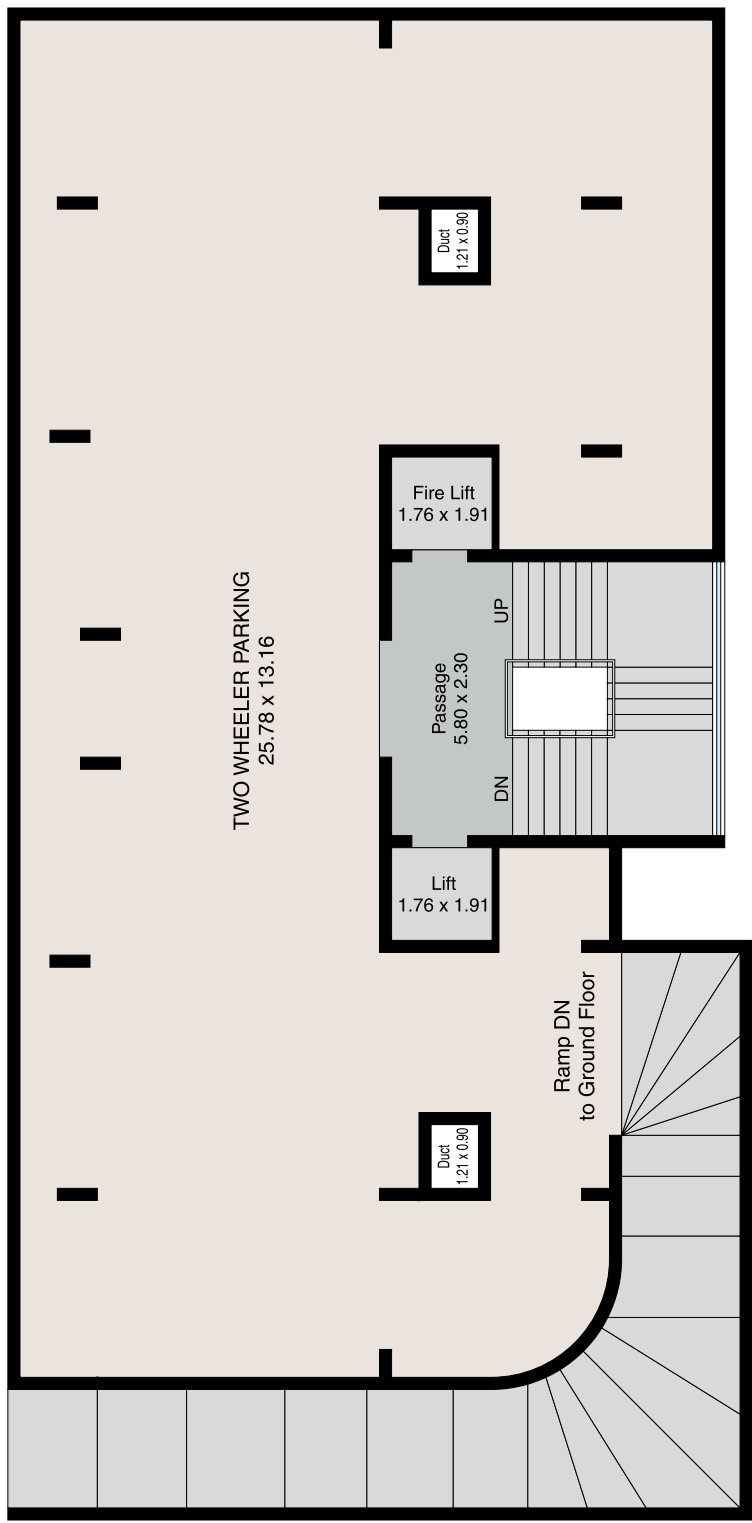 Duct
1.21 x 0.90
Fire Lift
1.76 x 1.91
TWO WHEELER PARKING
25.78 x 13.16
UP
Passage
5.80 x 2.30
DN
Lift
1.76 x 1.91
Ramp DN
to Ground Floor
Duct
1.21 x 0.90